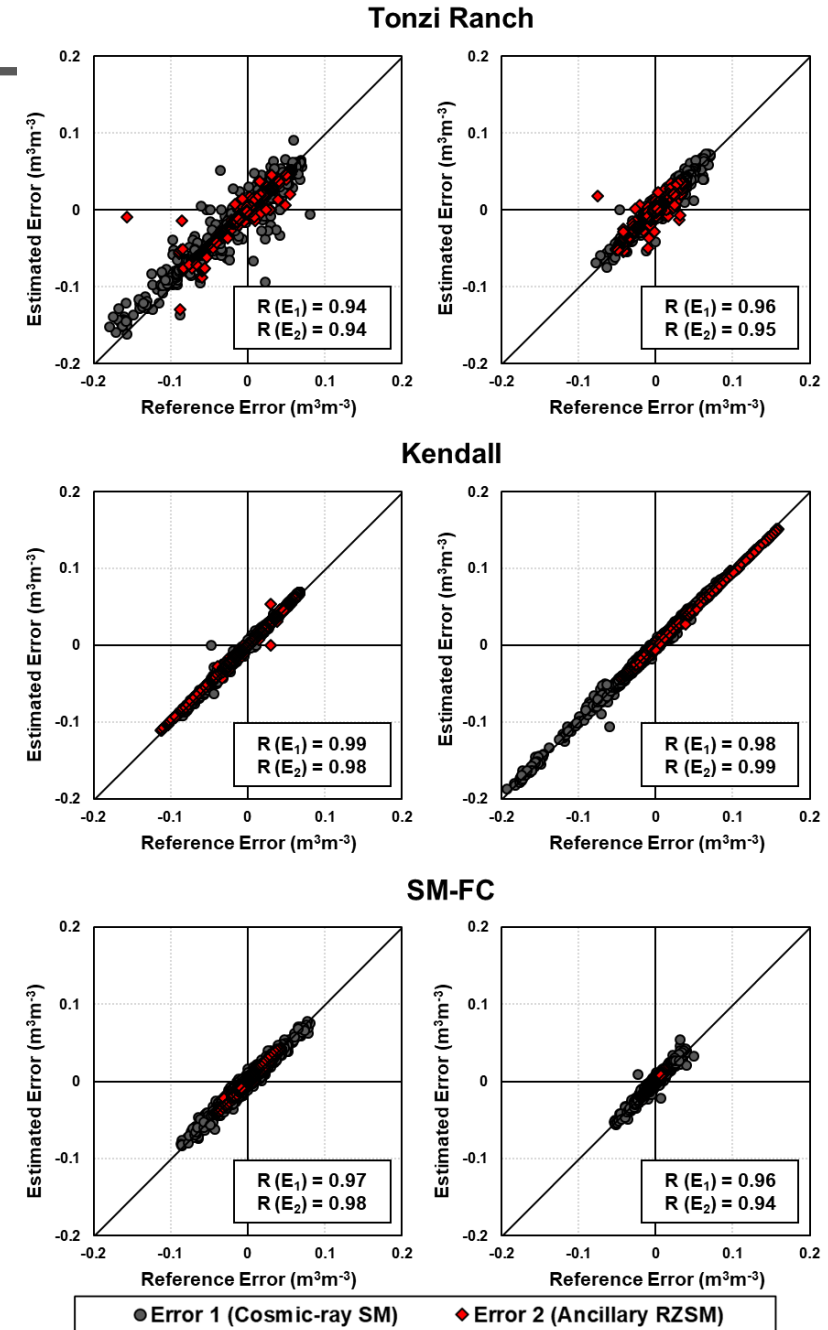 Tonzi Ranch
0.2
0.1
0
-0.1
-0.2
-0.2 -0.1 0 0.1 0.2
Estimated Error (m³m⁻³)
Reference Error (m³m⁻³)
R (E₁) = 0.94
R (E₂) = 0.94
0.2
0.1
0
-0.1
-0.2
-0.2 -0.1 0 0.1 0.2
Estimated Error (m³m⁻³)
Reference Error (m³m⁻³)
R (E₁) = 0.96
R (E₂) = 0.95
Kendall
0.2
0.1
0
-0.1
-0.2
-0.2 -0.1 0 0.1 0.2
Estimated Error (m³m⁻³)
Reference Error (m³m⁻³)
R (E₁) = 0.99
R (E₂) = 0.98
0.2
0.1
0
-0.1
-0.2
-0.2 -0.1 0 0.1 0.2
Estimated Error (m³m⁻³)
Reference Error (m³m⁻³)
R (E₁) = 0.98
R (E₂) = 0.99
SM-FC
0.2
0.1
0
-0.1
-0.2
-0.2 -0.1 0 0.1 0.2
Estimated Error (m³m⁻³)
Reference Error (m³m⁻³)
R (E₁) = 0.97
R (E₂) = 0.98
0.2
0.1
0
-0.1
-0.2
-0.2 -0.1 0 0.1 0.2
Estimated Error (m³m⁻³)
Reference Error (m³m⁻³)
R (E₁) = 0.96
R (E₂) = 0.94
Error 1 (Cosmic-ray SM) Error 2 (Ancillary RZSM)